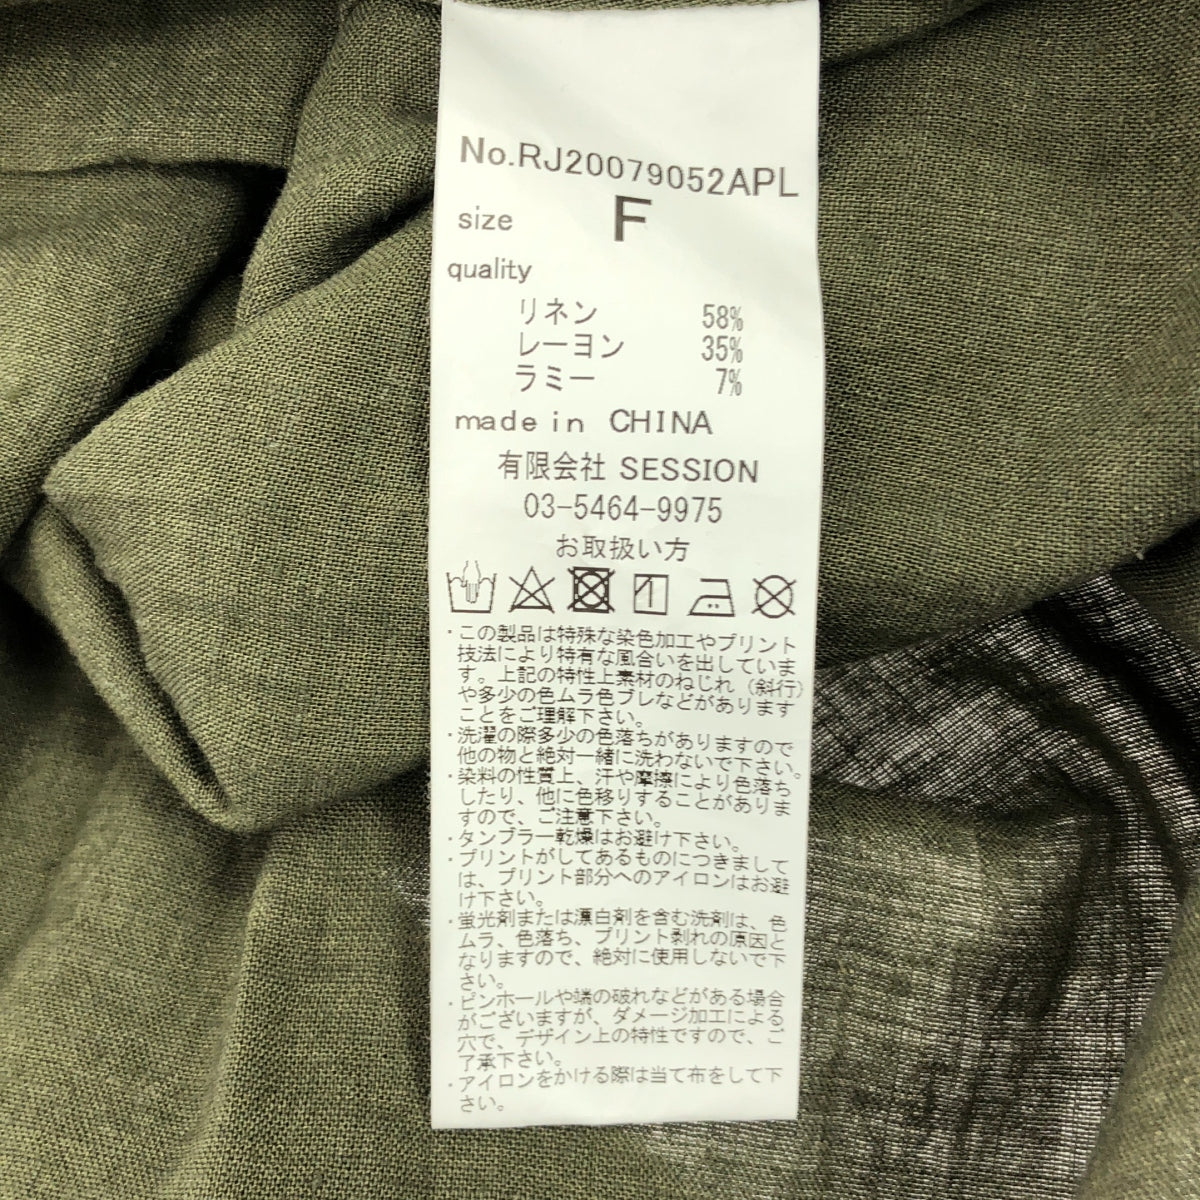 No.RJ20079052APL
size F
quality
リネン 58%
レーヨン 35%
ラミー 7%
made in CHINA
有限会社 SESSION
03-5464-9975
お取扱い方
・この製品は特殊な染色加工やプリント
技法により特有な風合いを出していま
す。上記の特性上素材のねじれ（斜行）
や多少の色ムラ色ブレなどがあります
ことをご理解下さい。
・洗濯の際多少の色落ちがありますので
他の物と絶対一緒に洗わないで下さい。
・染料の性質上、汗や摩擦により色落ち
したり、他に色移りすることがありま
すので、ご注意下さい。
・タンブラー乾燥はお避け下さい。
・プリントがしてあるものにつきまして
は、プリント部分へのアイロンはお避
け下さい。
・蛍光剤または漂白剤を含む洗剤は、色
ムラ、色落ち、プリント剥れの原因と
なりますので、絶対に使用しないで下
さい。
・ピンホールや端の破れなどがある場合
がございますが、ダメージ加工による
穴で、デザイン上の特性ですので、ご
了承下さい。
・アイロンをかける際は当て布をして下
さい。